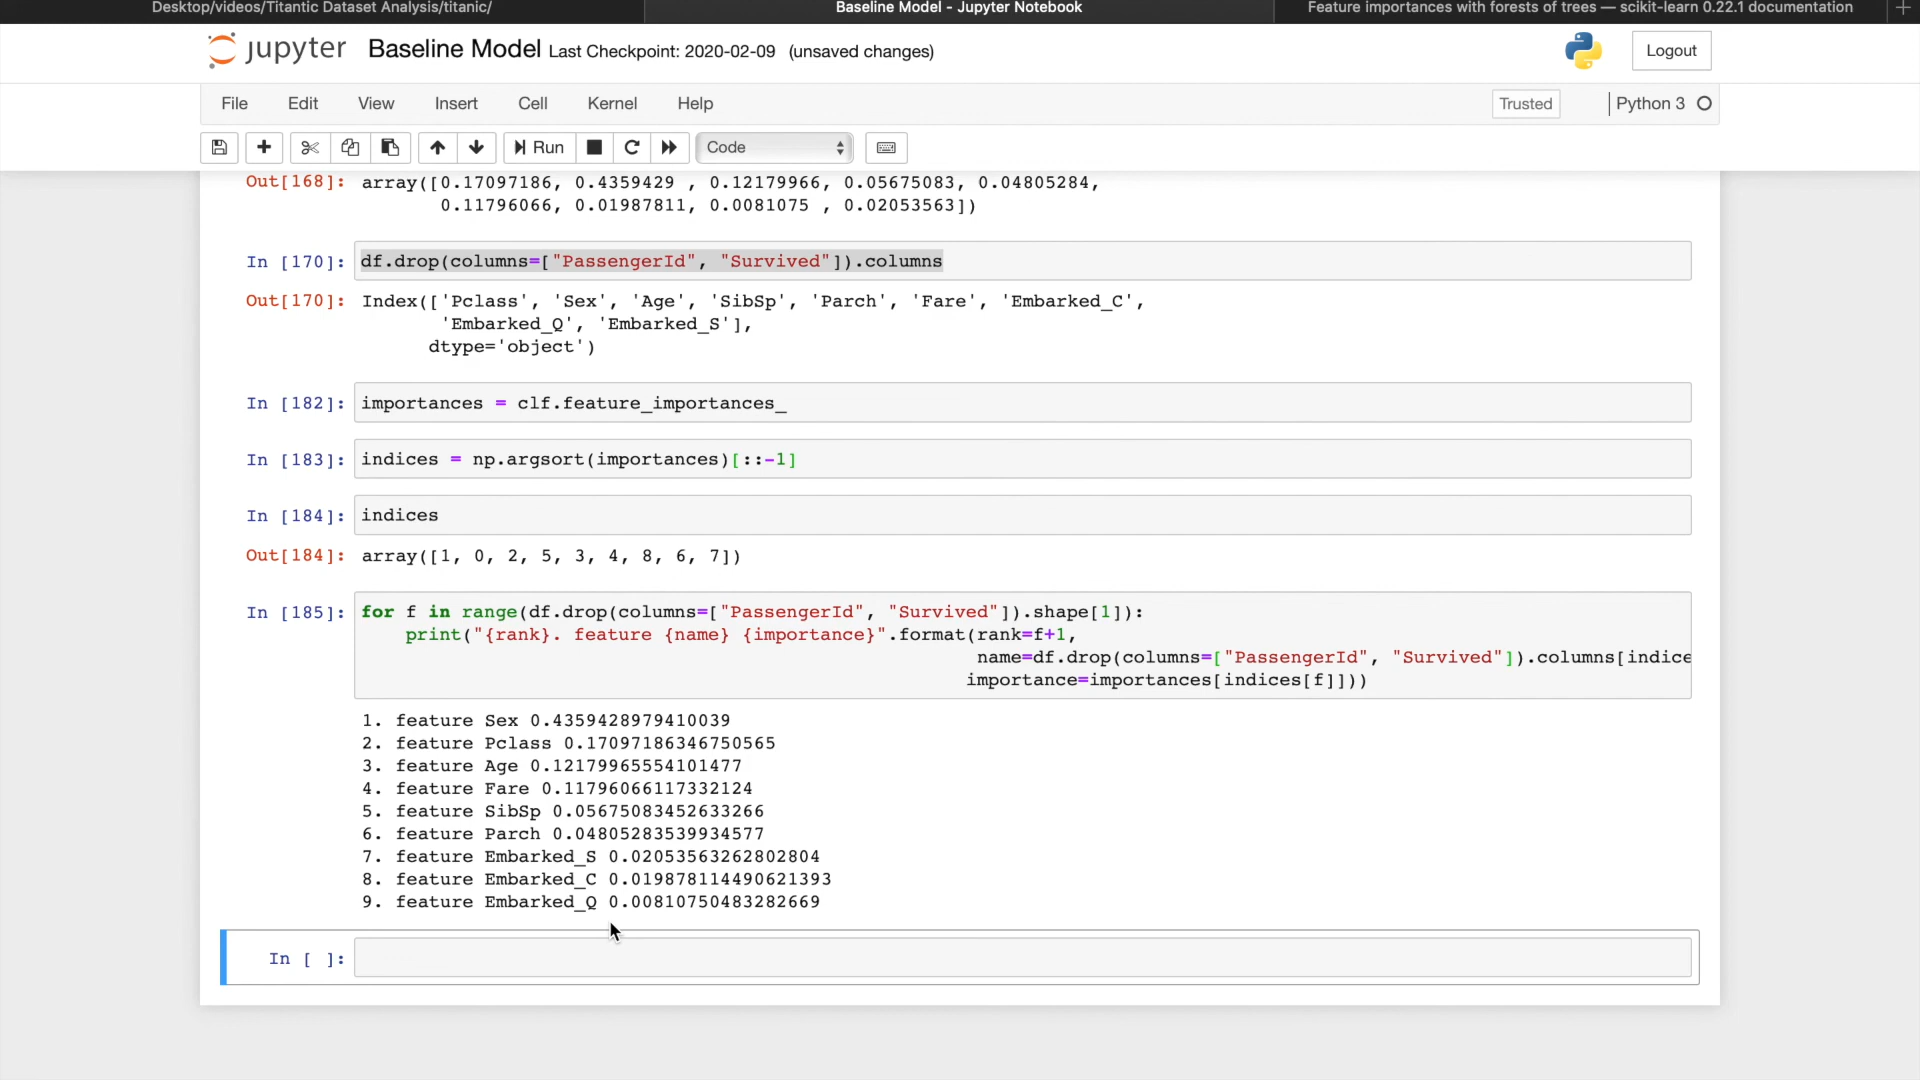 Desktop/videos/Titantic Dataset Analysis/titanic/
Baseline Model - Jupyter Notebook
Feature importances with forests of trees — scikit-learn 0.22.1 documentation
jupyter Baseline Model Last Checkpoint: 2020-02-09 (unsaved changes)
Logout
File Edit View Insert Cell Kernel Help
Trusted
Python 3
Run
Code
Out[168]: array([0.17097186, 0.4359429 , 0.12179966, 0.05675083, 0.04805284,
0.11796066, 0.01987811, 0.0081075 , 0.02053563])
In [170]: df.drop(columns=["PassengerId", "Survived"]).columns
Out[170]: Index(['Pclass', 'Sex', 'Age', 'SibSp', 'Parch', 'Fare', 'Embarked_C',
'Embarked_Q', 'Embarked_S'],
dtype='object')
In [182]: importances = clf.feature_importances_
In [183]: indices = np.argsort(importances)[::-1]
In [184]: indices
Out[184]: array([1, 0, 2, 5, 3, 4, 8, 6, 7])
In [185]: for f in range(df.drop(columns=["PassengerId", "Survived"]).shape[1]):
print("{rank}. feature {name} {importance}".format(rank=f+1,
name=df.drop(columns=["PassengerId", "Survived"]).columns[indice
importance=importances[indices[f]]))
1. feature Sex 0.4359428979410039
2. feature Pclass 0.17097186346750565
3. feature Age 0.12179965554101477
4. feature Fare 0.11796066117332124
5. feature SibSp 0.05675083452633266
6. feature Parch 0.04805283539934577
7. feature Embarked_S 0.02053563262802804
8. feature Embarked_C 0.019878114490621393
9. feature Embarked_Q 0.00810750483282669
In [ ]: